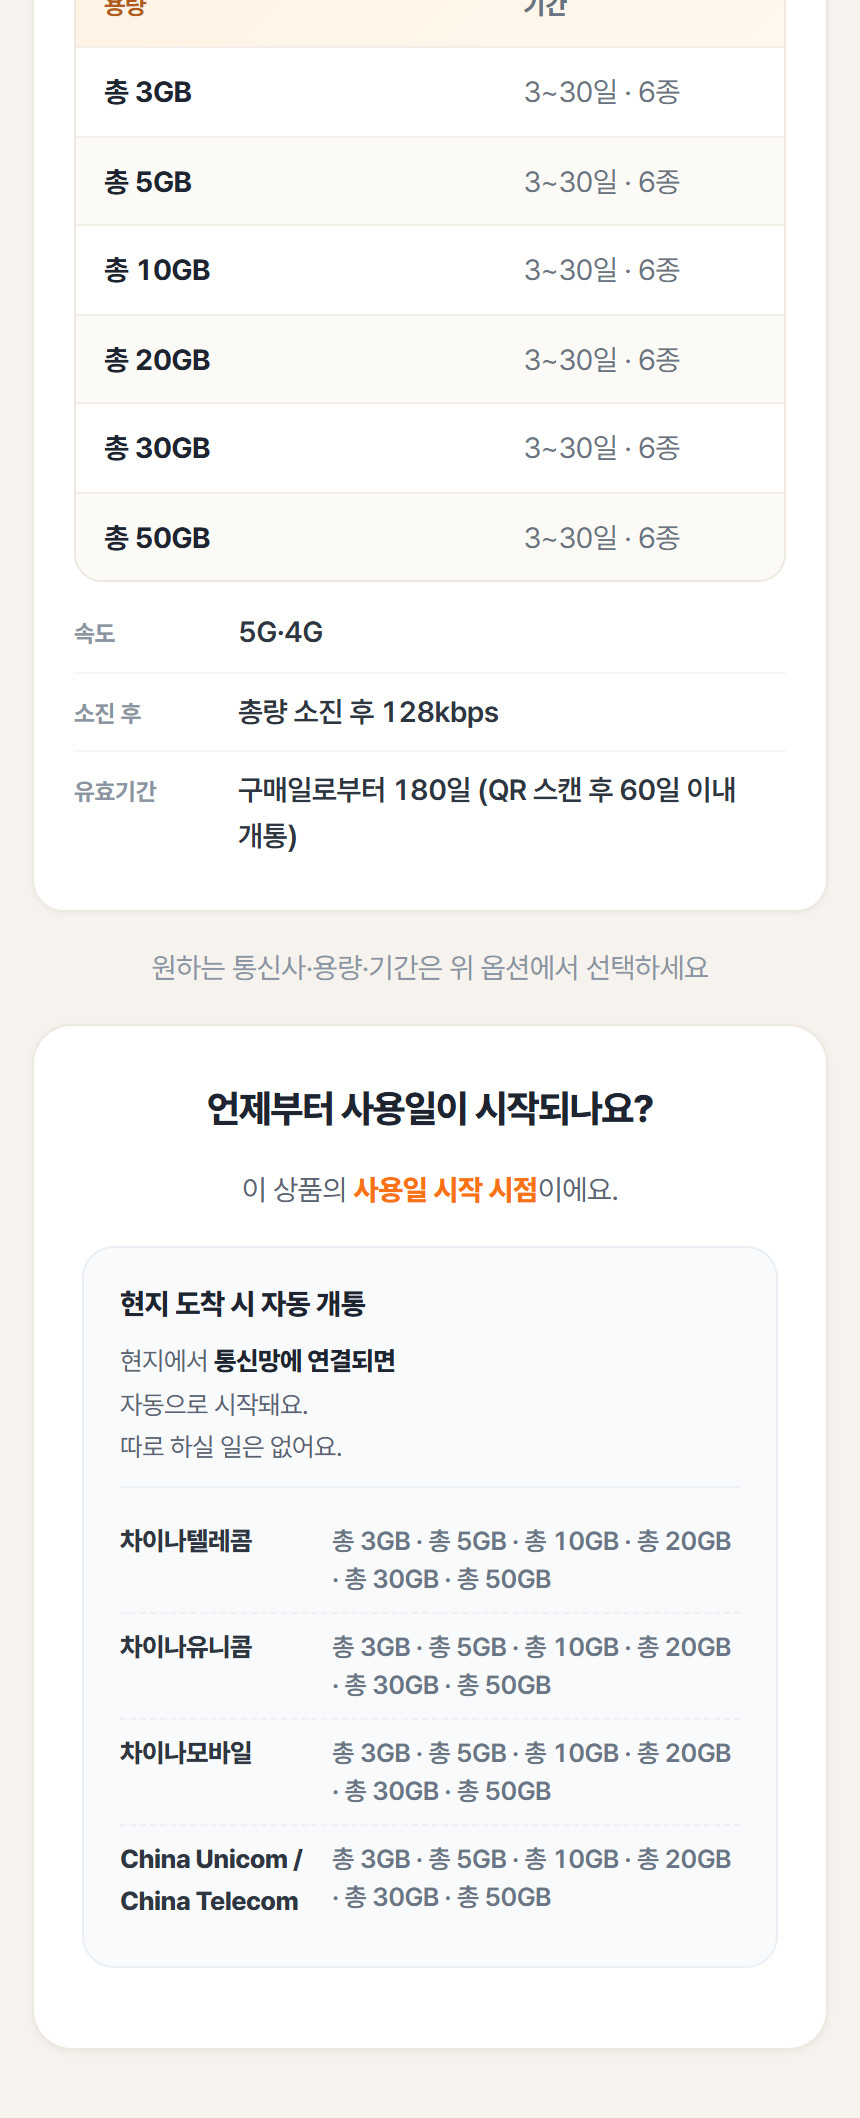 용량 기간
총 3GB 3~30일 · 6종
총 5GB 3~30일 · 6종
총 10GB 3~30일 · 6종
총 20GB 3~30일 · 6종
총 30GB 3~30일 · 6종
총 50GB 3~30일 · 6종
속도 5G·4G
소진 후 총량 소진 후 128kbps
유효기간 구매일로부터 180일 (QR 스캔 후 60일 이내
개통)
원하는 통신사·용량·기간은 위 옵션에서 선택하세요
언제부터 사용일이 시작되나요?
이 상품의 사용일 시작 시점이에요.
현지 도착 시 자동 개통
현지에서 통신망에 연결되면
자동으로 시작돼요.
따로 하실 일은 없어요.
차이나텔레콤 총 3GB · 총 5GB · 총 10GB · 총 20GB
· 총 30GB · 총 50GB
차이나유니콤 총 3GB · 총 5GB · 총 10GB · 총 20GB
· 총 30GB · 총 50GB
차이나모바일 총 3GB · 총 5GB · 총 10GB · 총 20GB
· 총 30GB · 총 50GB
China Unicom / 총 3GB · 총 5GB · 총 10GB · 총 20GB
China Telecom · 총 30GB · 총 50GB